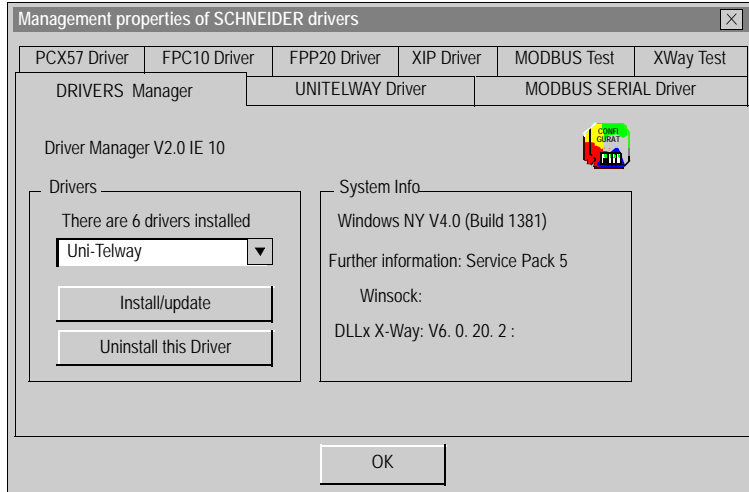 Management properties of SCHNEIDER drivers
PCX57 Driver
FPC10 Driver
FPP20 Driver
XIP Driver
MODBUS Test
XWay Test
DRIVERS Manager
UNITELWAY Driver
MODBUS SERIAL Driver
Driver Manager V2.0 IE 10
CONFI
GURAT
Drivers
There are 6 drivers installed
Uni-Telway
Install/update
Uninstall this Driver
System Info
Windows NY V4.0 (Build 1381)
Further information: Service Pack 5
Winsock:
DLLx X-Way: V6. 0. 20. 2 :
OK